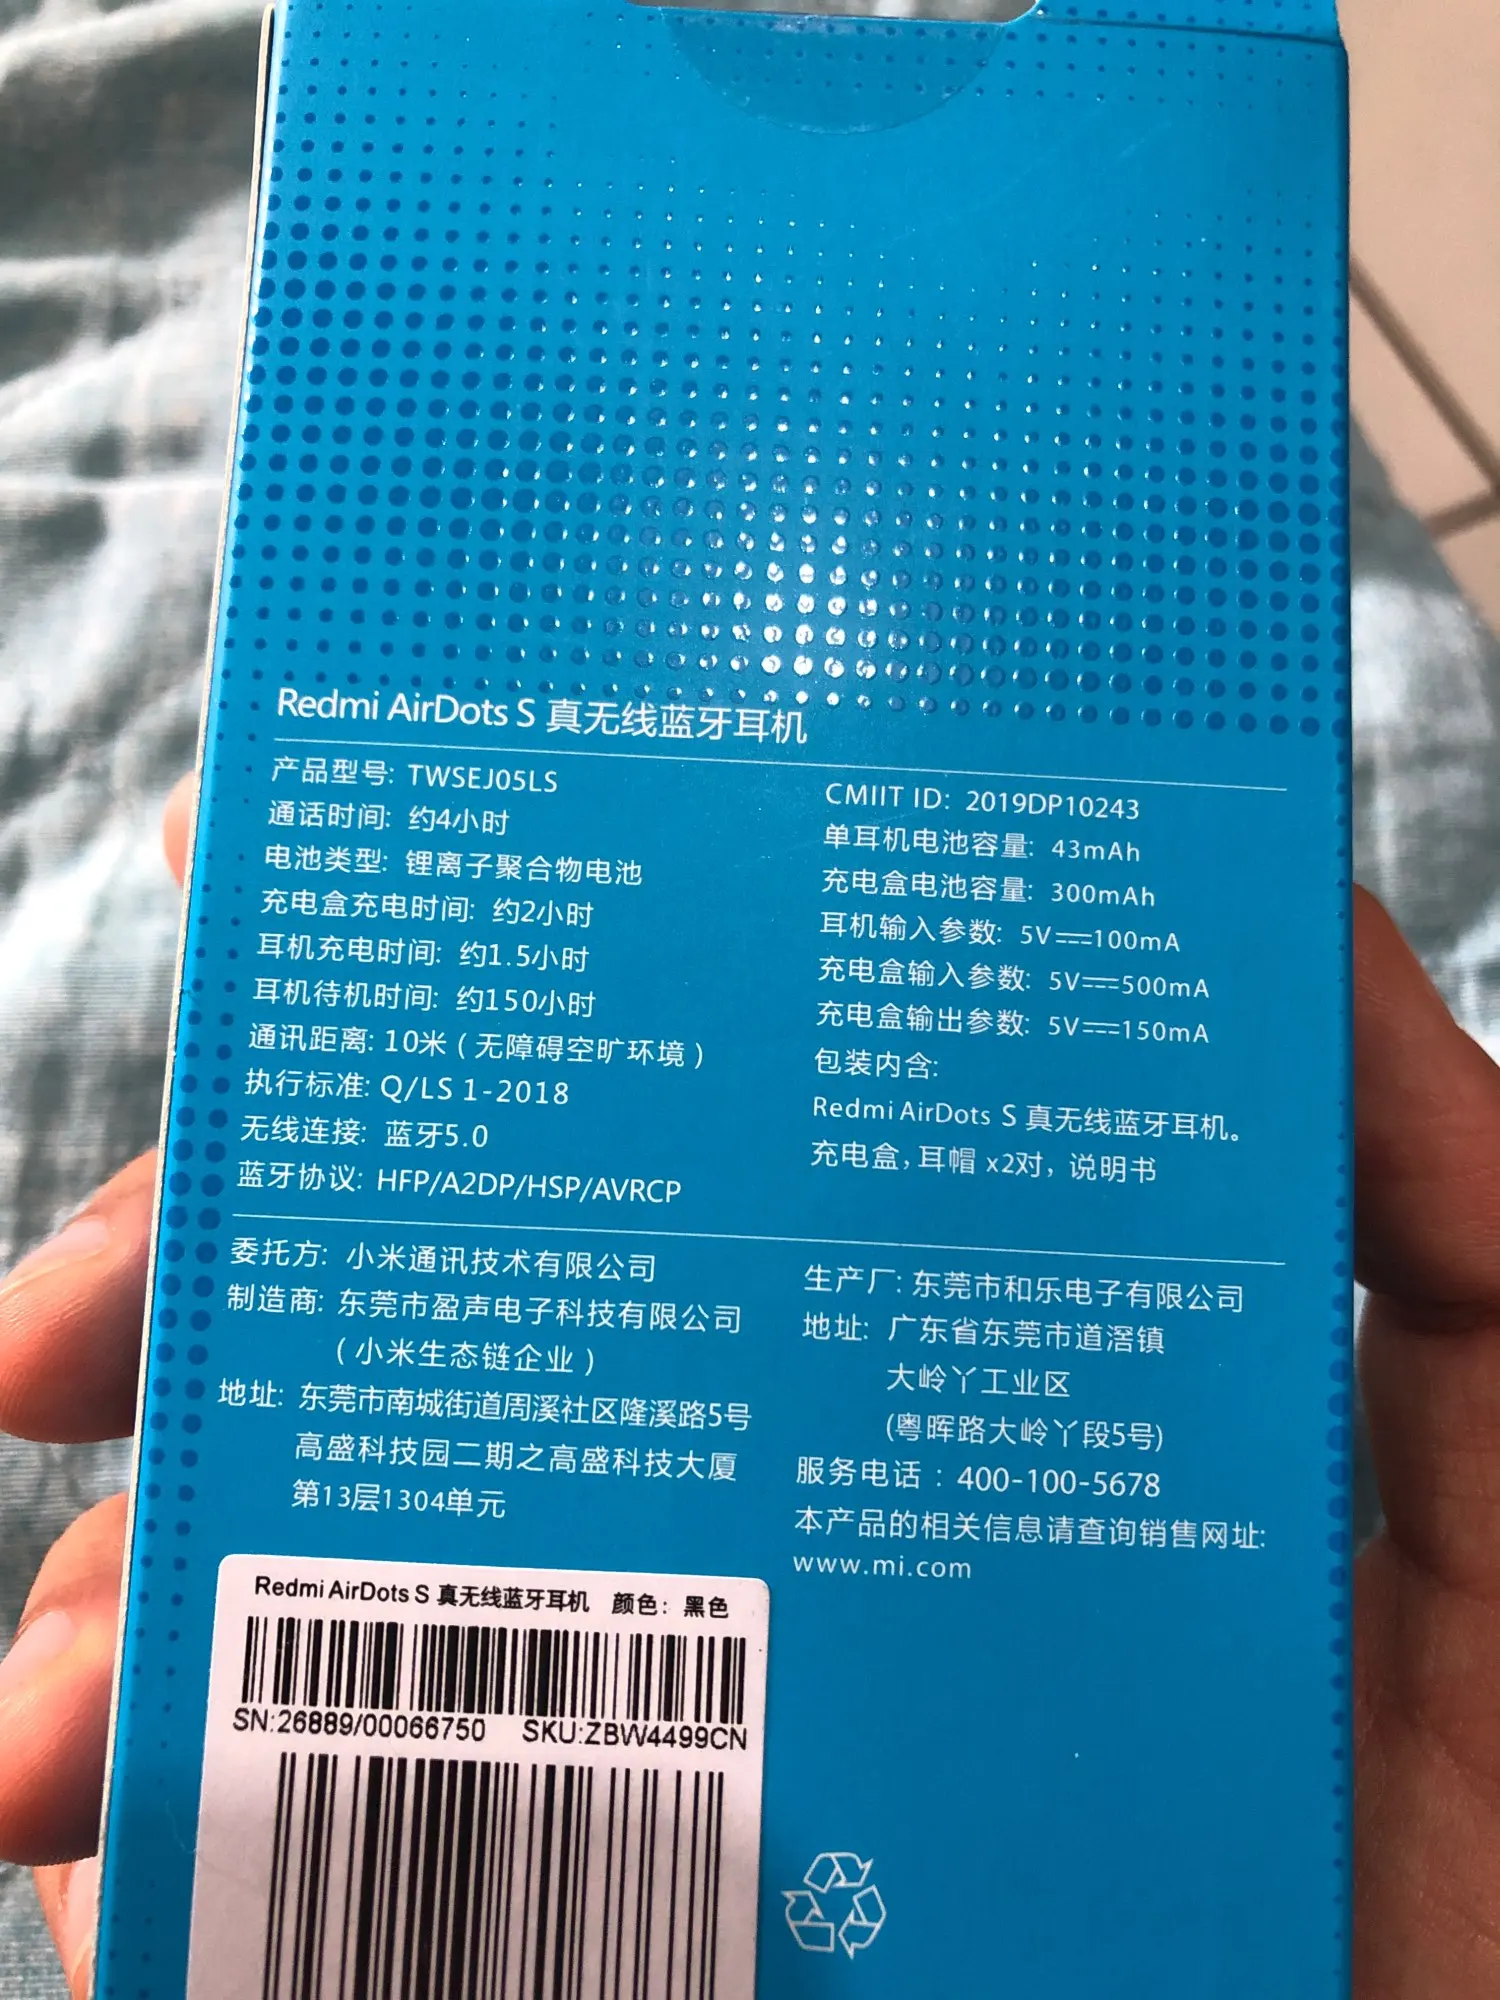 Redmi AirDots S 真无线蓝牙耳机
产品型号: TWSEJ05LS
通话时间: 约4小时
电池类型: 锂离子聚合物电池
充电盒充电时间: 约2小时
耳机充电时间: 约1.5小时
耳机待机时间: 约150小时
通讯距离: 10米 ( 无障碍空旷环境 )
执行标准: Q/LS 1-2018
无线连接: 蓝牙5.0
蓝牙协议: HFP/A2DP/HSP/AVRCP
CMIIT ID: 2019DP10243
单耳机电池容量: 43mAh
充电盒电池容量: 300mAh
耳机输入参数: 5V⎓100mA
充电盒输入参数: 5V⎓500mA
充电盒输出参数: 5V⎓150mA
包装内含:
Redmi AirDots S 真无线蓝牙耳机。
充电盒, 耳帽 x2对, 说明书
委托方: 小米通讯技术有限公司
制造商: 东莞市盈声电子科技有限公司
( 小米生态链企业 )
地址: 东莞市南城街道周溪社区隆溪路5号
高盛科技园二期之高盛科技大厦
第13层1304单元
生产厂: 东莞市和乐电子有限公司
地址: 广东省东莞市道滘镇
大岭丫工业区
(粤晖路大岭丫段5号)
服务电话 : 400-100-5678
本产品的相关信息请查询销售网址:
www.mi.com
Redmi AirDots S 真无线蓝牙耳机 颜色: 黑色
SN:26889/00066750 SKU:ZBW4499CN